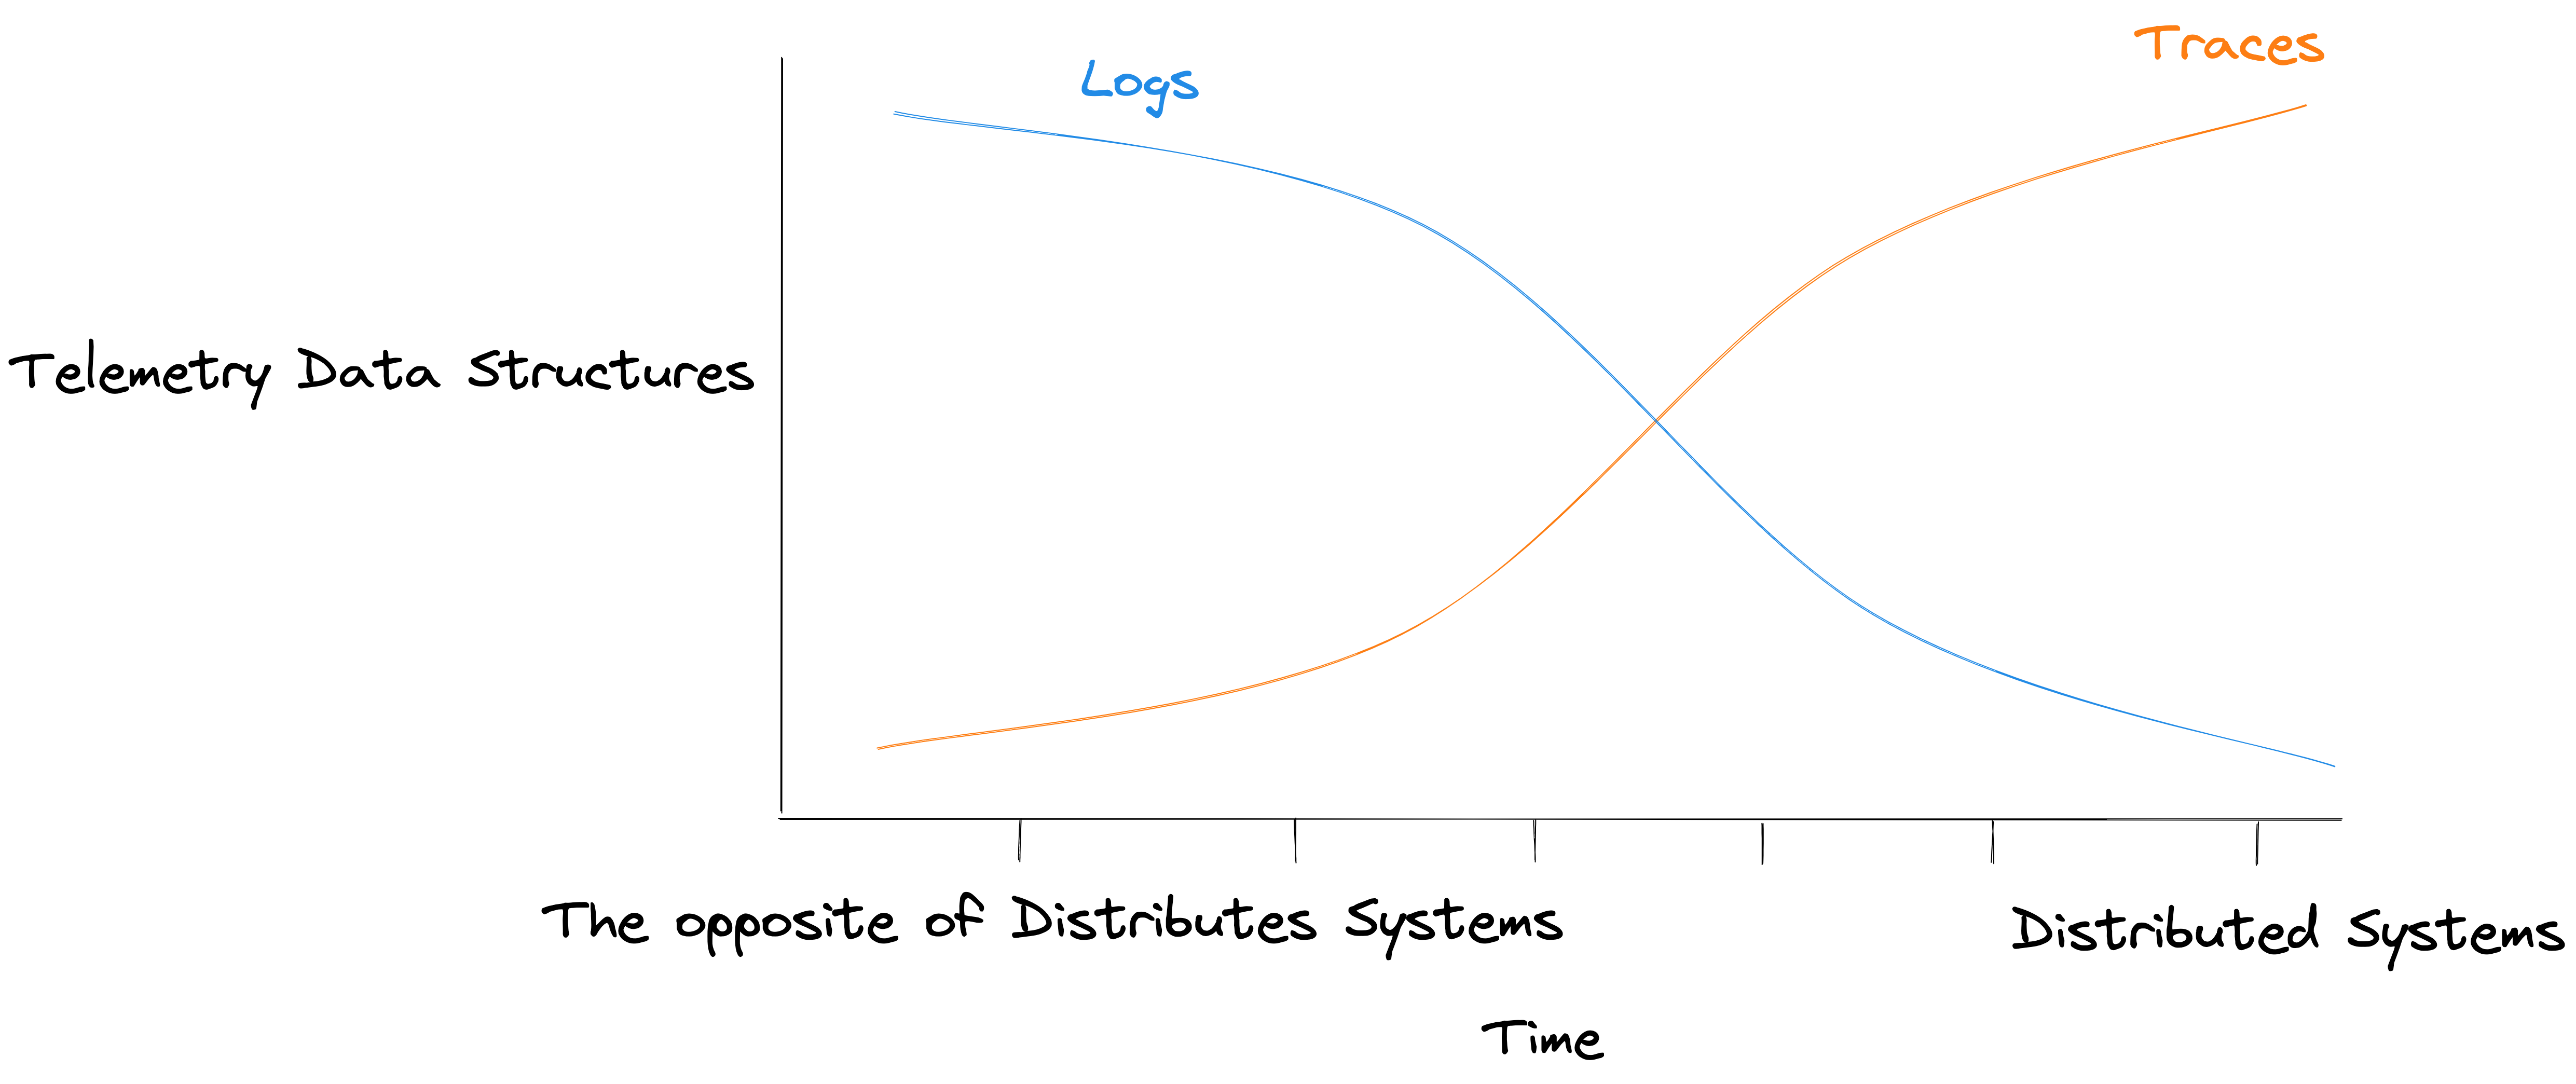 Traces
Logs
Telemetry Data Structures
The opposite of Distributes Systems
Distributed Systems
Time